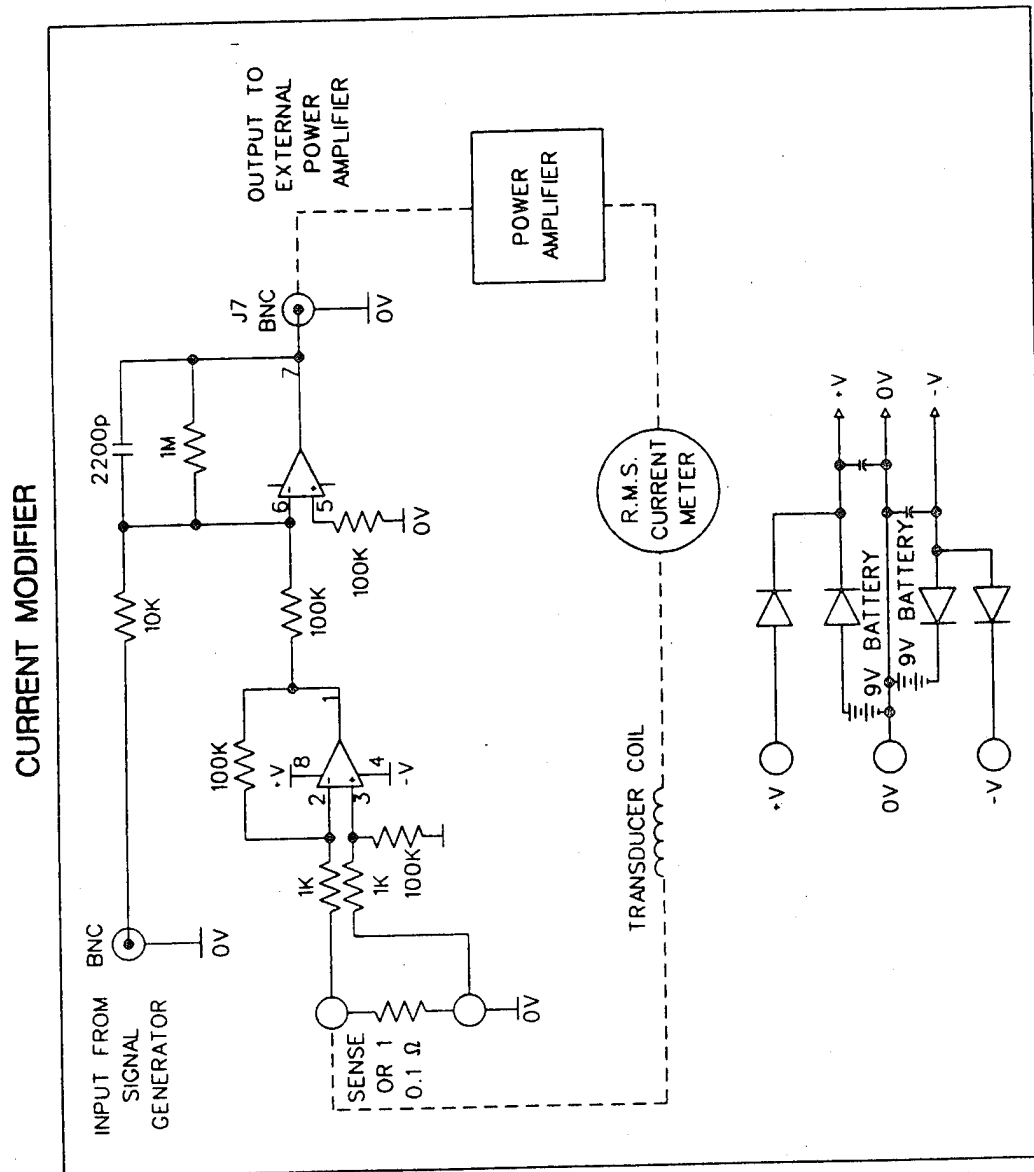 CURRENT MODIFIER
INPUT FROM
SIGNAL
GENERATOR
BNC
0V
10K
2200p
1M
SENSE
OR 1
0.1 Ω
0V
1K
1K
100K
100K
+V
8
2
3
4
-V
1
100K
6
5
7
100K
0V
J7
BNC
0V
OUTPUT TO
EXTERNAL
POWER
AMPLIFIER
POWER
AMPLIFIER
R.M.S.
CURRENT
METER
TRANSDUCER COIL
+V
0V
-V
9V BATTERY
9V BATTERY
+V
0V
-V